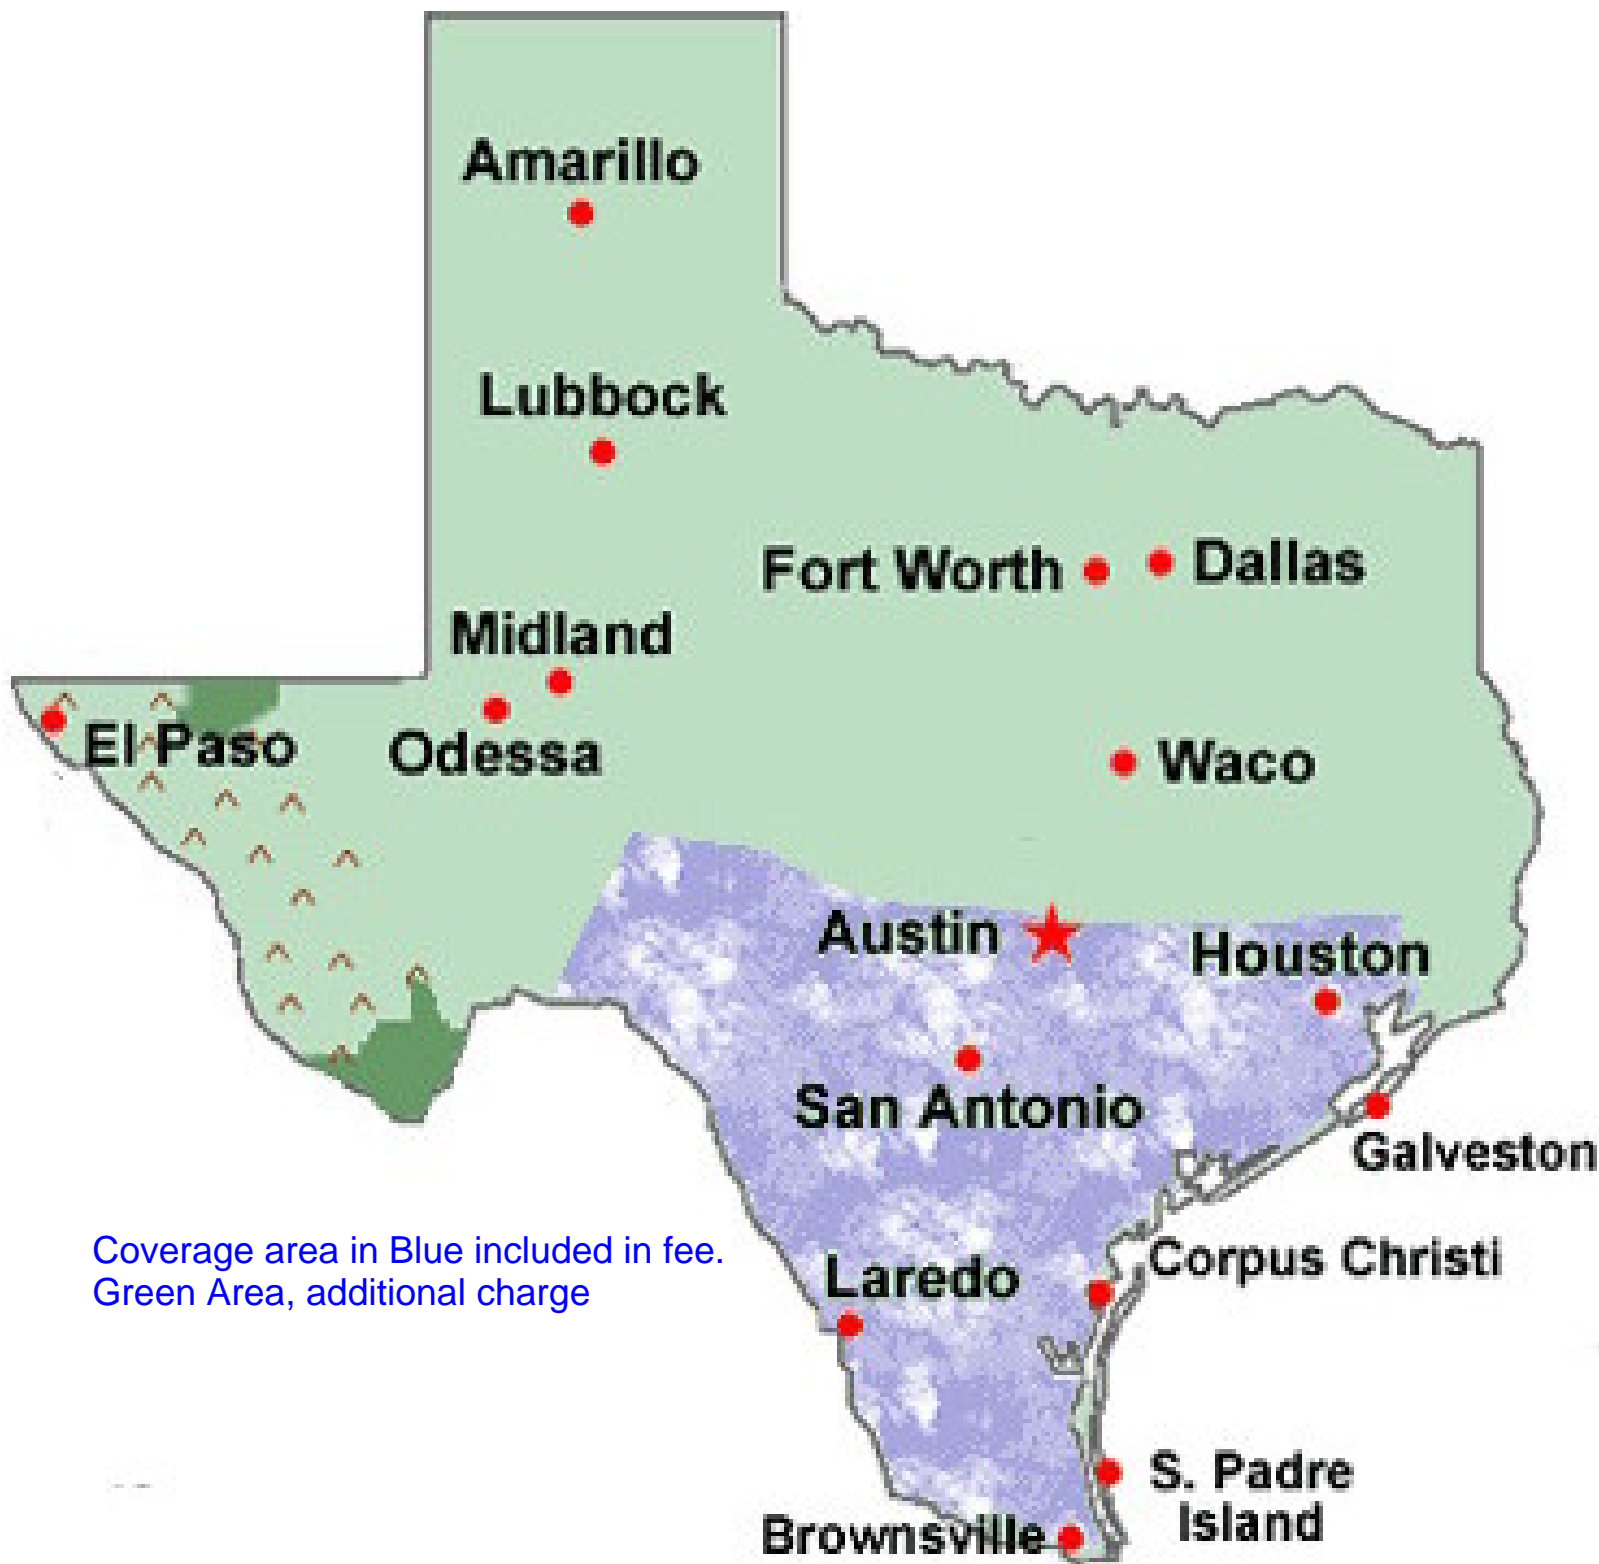 Amarillo
Lubbock
Fort Worth
Dallas
Midland
El Paso
Odessa
Waco
Austin
Houston
San Antonio
Galveston
Coverage area in Blue included in fee.
Green Area, additional charge
Laredo
Corpus Christi
S. Padre
Island
Brownsville